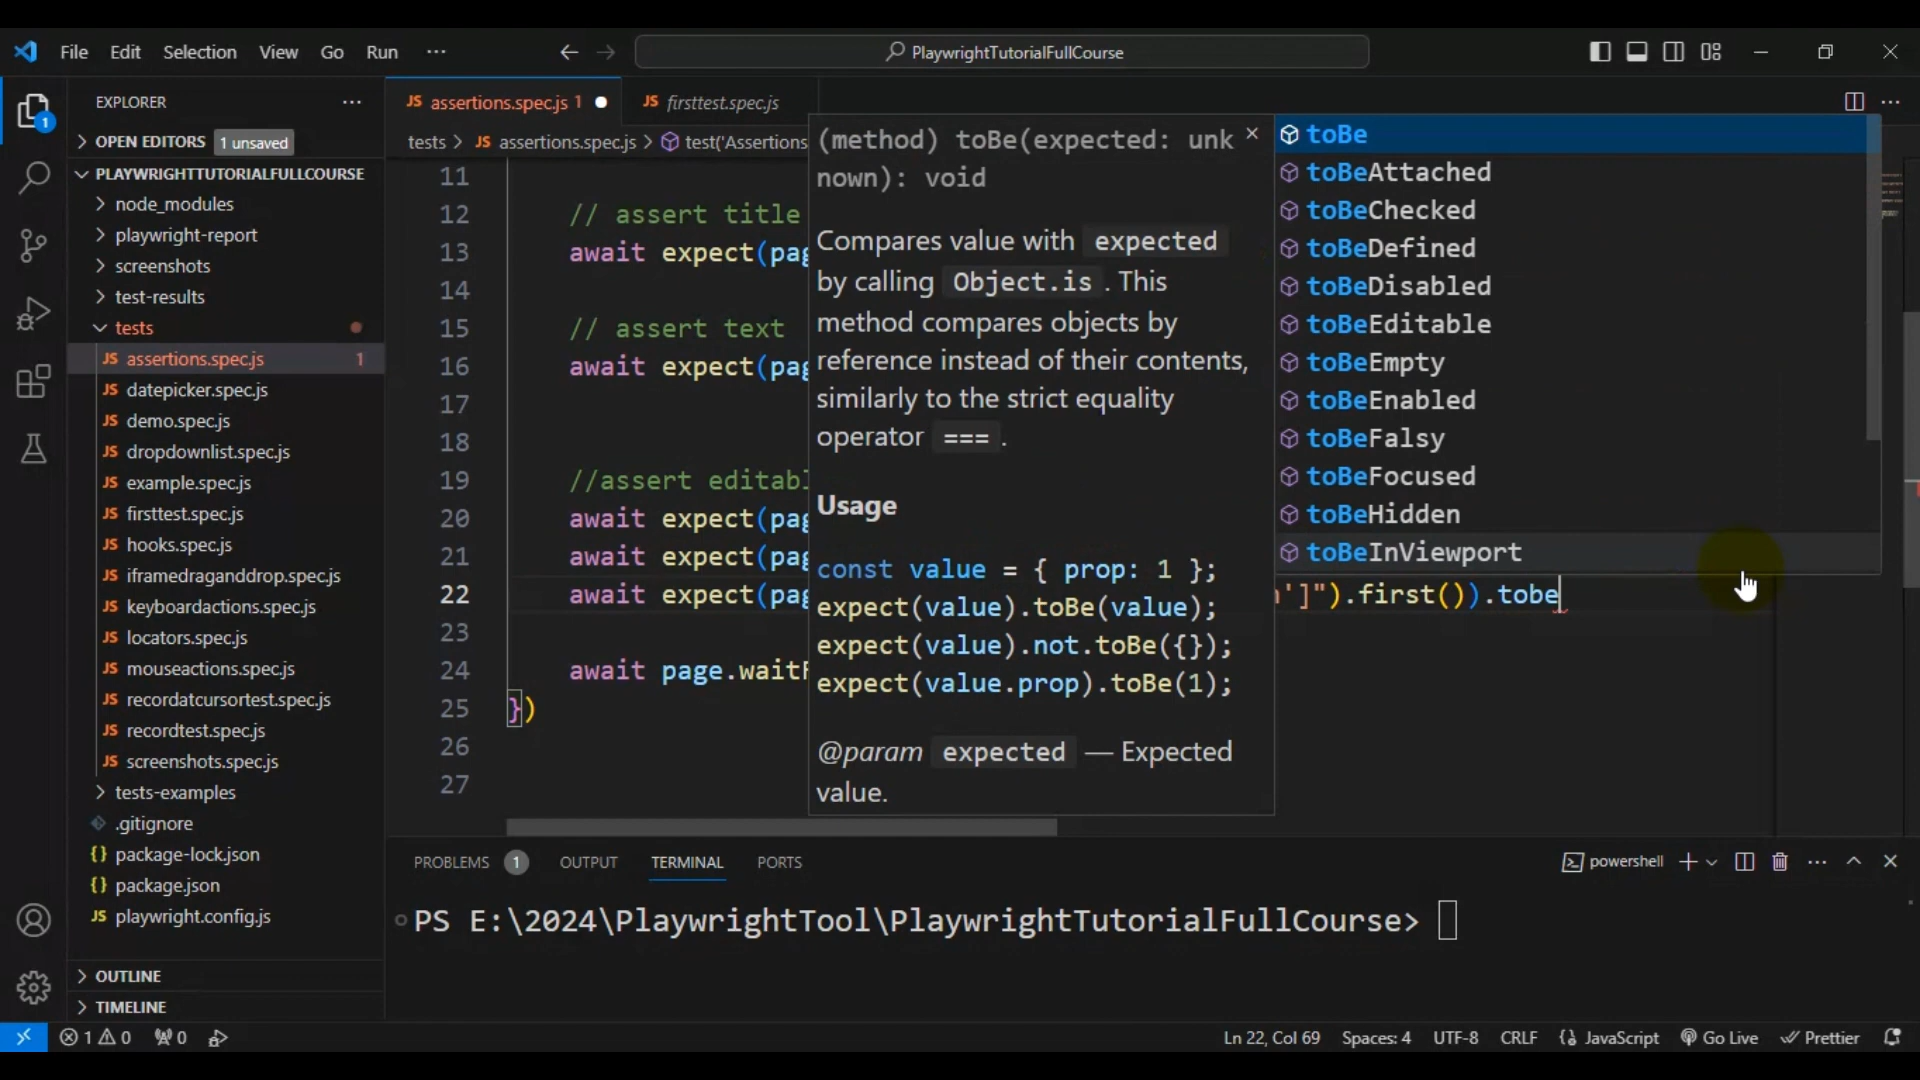 File Edit Selection View Go Run ···
PlaywrightTutorialFullCourse
EXPLORER ···
OPEN EDITORS 1 unsaved
PLAYWRIGHTTUTORIALFULLCOURSE
node_modules
playwright-report
screenshots
test-results
tests
JS assertions.spec.js 1
JS datepicker.spec.js
JS demo.spec.js
JS dropdownlist.spec.js
JS example.spec.js
JS firsttest.spec.js
JS hooks.spec.js
JS iframedraganddrop.spec.js
JS keyboardactions.spec.js
JS locators.spec.js
JS mouseactions.spec.js
JS recordatcursortest.spec.js
JS recordtest.spec.js
JS screenshots.spec.js
tests-examples
.gitignore
{} package-lock.json
{} package.json
JS playwright.config.js
OUTLINE
TIMELINE
1
JS assertions.spec.js 1 JS firsttest.spec.js
tests > JS assertions.spec.js > test('Assertions
11
12 // assert title
13 await expect(pag
14
15 // assert text
16 await expect(pag
17
18
19 //assert editabl
20 await expect(pag
21 await expect(pag
22 await expect(pag ']").first()).tobe
23
24 await page.waitF
25 })
26
27
(method) toBe(expected: unk
nown): void
Compares value with expected
by calling Object.is . This
method compares objects by
reference instead of their contents,
similarly to the strict equality
operator === .
Usage
const value = { prop: 1 };
expect(value).toBe(value);
expect(value).not.toBe({});
expect(value.prop).toBe(1);
@param expected — Expected
value.
toBe
toBeAttached
toBeChecked
toBeDefined
toBeDisabled
toBeEditable
toBeEmpty
toBeEnabled
toBeFalsy
toBeFocused
toBeHidden
toBeInViewport
PROBLEMS 1 OUTPUT TERMINAL PORTS
powershell
PS E:\2024\PlaywrightTool\PlaywrightTutorialFullCourse>
1 0 0
Ln 22, Col 69 Spaces: 4 UTF-8 CRLF {} JavaScript Go Live Prettier